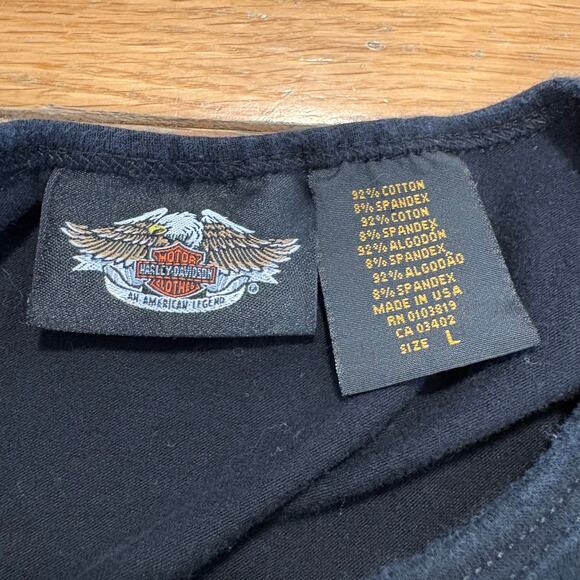 MOTOR
HARLEY-DAVIDSON
CLOTHES
AN AMERICAN LEGEND
®
92% COTTON
8% SPANDEX
92% COTON
8% SPANDEX
92% ALGODÓN
8% SPANDEX
92% ALGODÃO
8% SPANDEX
MADE IN USA
RN 0103819
CA 03402
SIZE L